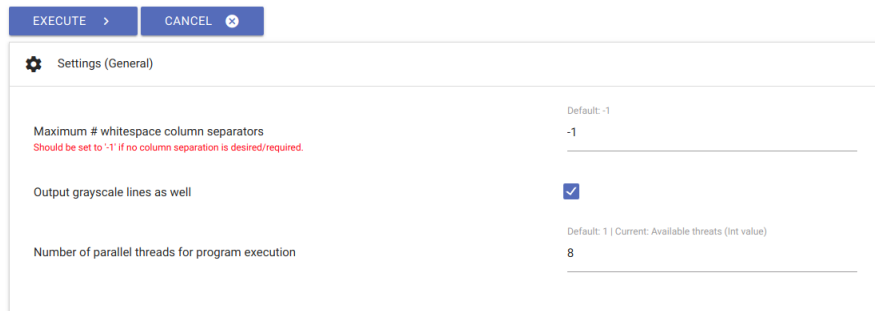 EXECUTE > CANCEL
Settings (General)
Default: -1
Maximum # whitespace column separators -1
Should be set to '-1' if no column separation is desired/required.
Output grayscale lines as well
Default: 1 | Current: Available threats (Int value)
Number of parallel threads for program execution 8